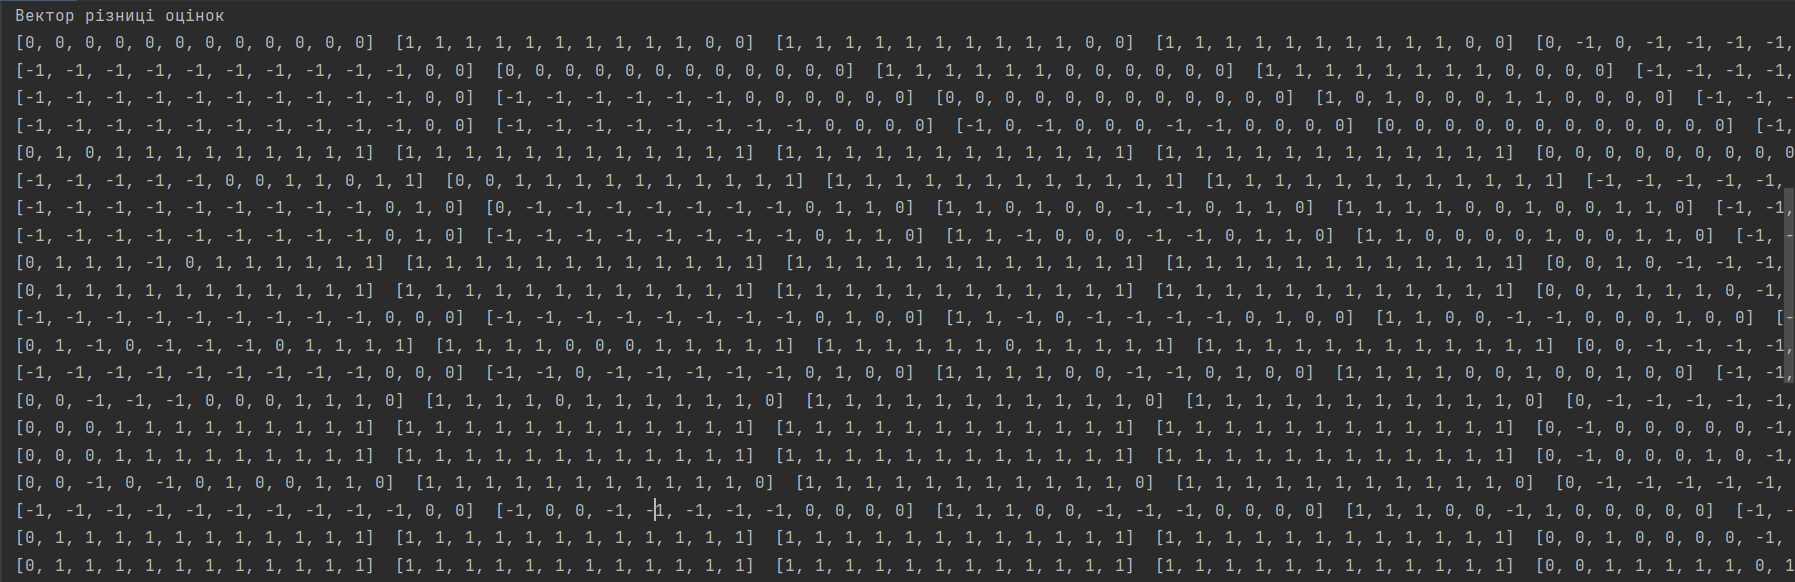 Вектор різниці оцінок
[0, 0, 0, 0, 0, 0, 0, 0, 0, 0, 0, 0]  [1, 1, 1, 1, 1, 1, 1, 1, 1, 1, 0, 0]  [1, 1, 1, 1, 1, 1, 1, 1, 1, 1, 0, 0]  [1, 1, 1, 1, 1, 1, 1, 1, 1, 1, 0, 0]  [0, -1, 0, -1, -1, -1, -1,
[-1, -1, -1, -1, -1, -1, -1, -1, -1, -1, 0, 0]  [0, 0, 0, 0, 0, 0, 0, 0, 0, 0, 0, 0]  [1, 1, 1, 1, 1, 1, 0, 0, 0, 0, 0, 0]  [1, 1, 1, 1, 1, 1, 1, 1, 0, 0, 0, 0]  [-1, -1, -1, -1,
[-1, -1, -1, -1, -1, -1, -1, -1, -1, -1, 0, 0]  [-1, -1, -1, -1, -1, -1, 0, 0, 0, 0, 0, 0]  [0, 0, 0, 0, 0, 0, 0, 0, 0, 0, 0, 0]  [1, 0, 1, 0, 0, 0, 1, 1, 0, 0, 0, 0]  [-1, -1, -
[-1, -1, -1, -1, -1, -1, -1, -1, -1, -1, 0, 0]  [-1, -1, -1, -1, -1, -1, -1, -1, 0, 0, 0, 0]  [-1, 0, -1, 0, 0, 0, -1, -1, 0, 0, 0, 0]  [0, 0, 0, 0, 0, 0, 0, 0, 0, 0, 0, 0]  [-1,
[0, 1, 0, 1, 1, 1, 1, 1, 1, 1, 1, 1]  [1, 1, 1, 1, 1, 1, 1, 1, 1, 1, 1, 1]  [1, 1, 1, 1, 1, 1, 1, 1, 1, 1, 1, 1]  [1, 1, 1, 1, 1, 1, 1, 1, 1, 1, 1, 1]  [0, 0, 0, 0, 0, 0, 0, 0, 0
[-1, -1, -1, -1, -1, 0, 0, 1, 1, 0, 1, 1]  [0, 0, 1, 1, 1, 1, 1, 1, 1, 1, 1, 1]  [1, 1, 1, 1, 1, 1, 1, 1, 1, 1, 1, 1]  [1, 1, 1, 1, 1, 1, 1, 1, 1, 1, 1, 1]  [-1, -1, -1, -1, -1,
[-1, -1, -1, -1, -1, -1, -1, -1, -1, 0, 1, 0]  [0, -1, -1, -1, -1, -1, -1, -1, 0, 1, 1, 0]  [1, 1, 0, 1, 0, 0, -1, -1, 0, 1, 1, 0]  [1, 1, 1, 1, 0, 0, 1, 0, 0, 1, 1, 0]  [-1, -1,
[-1, -1, -1, -1, -1, -1, -1, -1, -1, 0, 1, 0]  [-1, -1, -1, -1, -1, -1, -1, -1, 0, 1, 1, 0]  [1, 1, -1, 0, 0, 0, -1, -1, 0, 1, 1, 0]  [1, 1, 0, 0, 0, 0, 1, 0, 0, 1, 1, 0]  [-1, -
[0, 1, 1, 1, -1, 0, 1, 1, 1, 1, 1, 1]  [1, 1, 1, 1, 1, 1, 1, 1, 1, 1, 1, 1]  [1, 1, 1, 1, 1, 1, 1, 1, 1, 1, 1, 1]  [1, 1, 1, 1, 1, 1, 1, 1, 1, 1, 1, 1]  [0, 0, 1, 0, -1, -1, -1,
[0, 1, 1, 1, 1, 1, 1, 1, 1, 1, 1, 1]  [1, 1, 1, 1, 1, 1, 1, 1, 1, 1, 1, 1]  [1, 1, 1, 1, 1, 1, 1, 1, 1, 1, 1, 1]  [1, 1, 1, 1, 1, 1, 1, 1, 1, 1, 1, 1]  [0, 0, 1, 1, 1, 1, 0, -1,
[-1, -1, -1, -1, -1, -1, -1, -1, -1, 0, 0, 0]  [-1, -1, -1, -1, -1, -1, -1, -1, 0, 1, 0, 0]  [1, 1, -1, 0, -1, -1, -1, -1, 0, 1, 0, 0]  [1, 1, 0, 0, -1, -1, 0, 0, 0, 1, 0, 0]  [-
[0, 1, -1, 0, -1, -1, -1, 0, 1, 1, 1, 1]  [1, 1, 1, 1, 0, 0, 0, 1, 1, 1, 1, 1]  [1, 1, 1, 1, 1, 1, 0, 1, 1, 1, 1, 1]  [1, 1, 1, 1, 1, 1, 1, 1, 1, 1, 1, 1]  [0, 0, -1, -1, -1, -1,
[-1, -1, -1, -1, -1, -1, -1, -1, -1, 0, 0, 0]  [-1, -1, 0, -1, -1, -1, -1, -1, 0, 1, 0, 0]  [1, 1, 1, 1, 0, 0, -1, -1, 0, 1, 0, 0]  [1, 1, 1, 1, 0, 0, 1, 0, 0, 1, 0, 0]  [-1, -1,
[0, 0, -1, -1, -1, 0, 0, 0, 1, 1, 1, 0]  [1, 1, 1, 1, 0, 1, 1, 1, 1, 1, 1, 0]  [1, 1, 1, 1, 1, 1, 1, 1, 1, 1, 1, 0]  [1, 1, 1, 1, 1, 1, 1, 1, 1, 1, 1, 0]  [0, -1, -1, -1, -1, -1,
[0, 0, 0, 1, 1, 1, 1, 1, 1, 1, 1, 1]  [1, 1, 1, 1, 1, 1, 1, 1, 1, 1, 1, 1]  [1, 1, 1, 1, 1, 1, 1, 1, 1, 1, 1, 1]  [1, 1, 1, 1, 1, 1, 1, 1, 1, 1, 1, 1]  [0, -1, 0, 0, 0, 0, 0, -1,
[0, 0, 0, 1, 1, 1, 1, 1, 1, 1, 1, 1]  [1, 1, 1, 1, 1, 1, 1, 1, 1, 1, 1, 1]  [1, 1, 1, 1, 1, 1, 1, 1, 1, 1, 1, 1]  [1, 1, 1, 1, 1, 1, 1, 1, 1, 1, 1, 1]  [0, -1, 0, 0, 0, 1, 0, -1,
[0, 0, -1, 0, -1, 0, 1, 0, 0, 1, 1, 0]  [1, 1, 1, 1, 1, 1, 1, 1, 1, 1, 1, 0]  [1, 1, 1, 1, 1, 1, 1, 1, 1, 1, 1, 0]  [1, 1, 1, 1, 1, 1, 1, 1, 1, 1, 1, 0]  [0, -1, -1, -1, -1, -1,
[-1, -1, -1, -1, -1, -1, -1, -1, -1, -1, 0, 0]  [-1, 0, 0, -1, -1, -1, -1, -1, 0, 0, 0, 0]  [1, 1, 1, 0, 0, -1, -1, -1, 0, 0, 0, 0]  [1, 1, 1, 0, 0, -1, 1, 0, 0, 0, 0, 0]  [-1, -
[0, 1, 1, 1, 1, 1, 1, 1, 1, 1, 1, 1]  [1, 1, 1, 1, 1, 1, 1, 1, 1, 1, 1, 1]  [1, 1, 1, 1, 1, 1, 1, 1, 1, 1, 1, 1]  [1, 1, 1, 1, 1, 1, 1, 1, 1, 1, 1, 1]  [0, 0, 1, 0, 0, 0, 0, -1,
[0, 1, 1, 1, 1, 1, 1, 1, 1, 1, 1, 1]  [1, 1, 1, 1, 1, 1, 1, 1, 1, 1, 1, 1]  [1, 1, 1, 1, 1, 1, 1, 1, 1, 1, 1, 1]  [1, 1, 1, 1, 1, 1, 1, 1, 1, 1, 1, 1]  [0, 0, 1, 1, 1, 1, 1, 0, 1